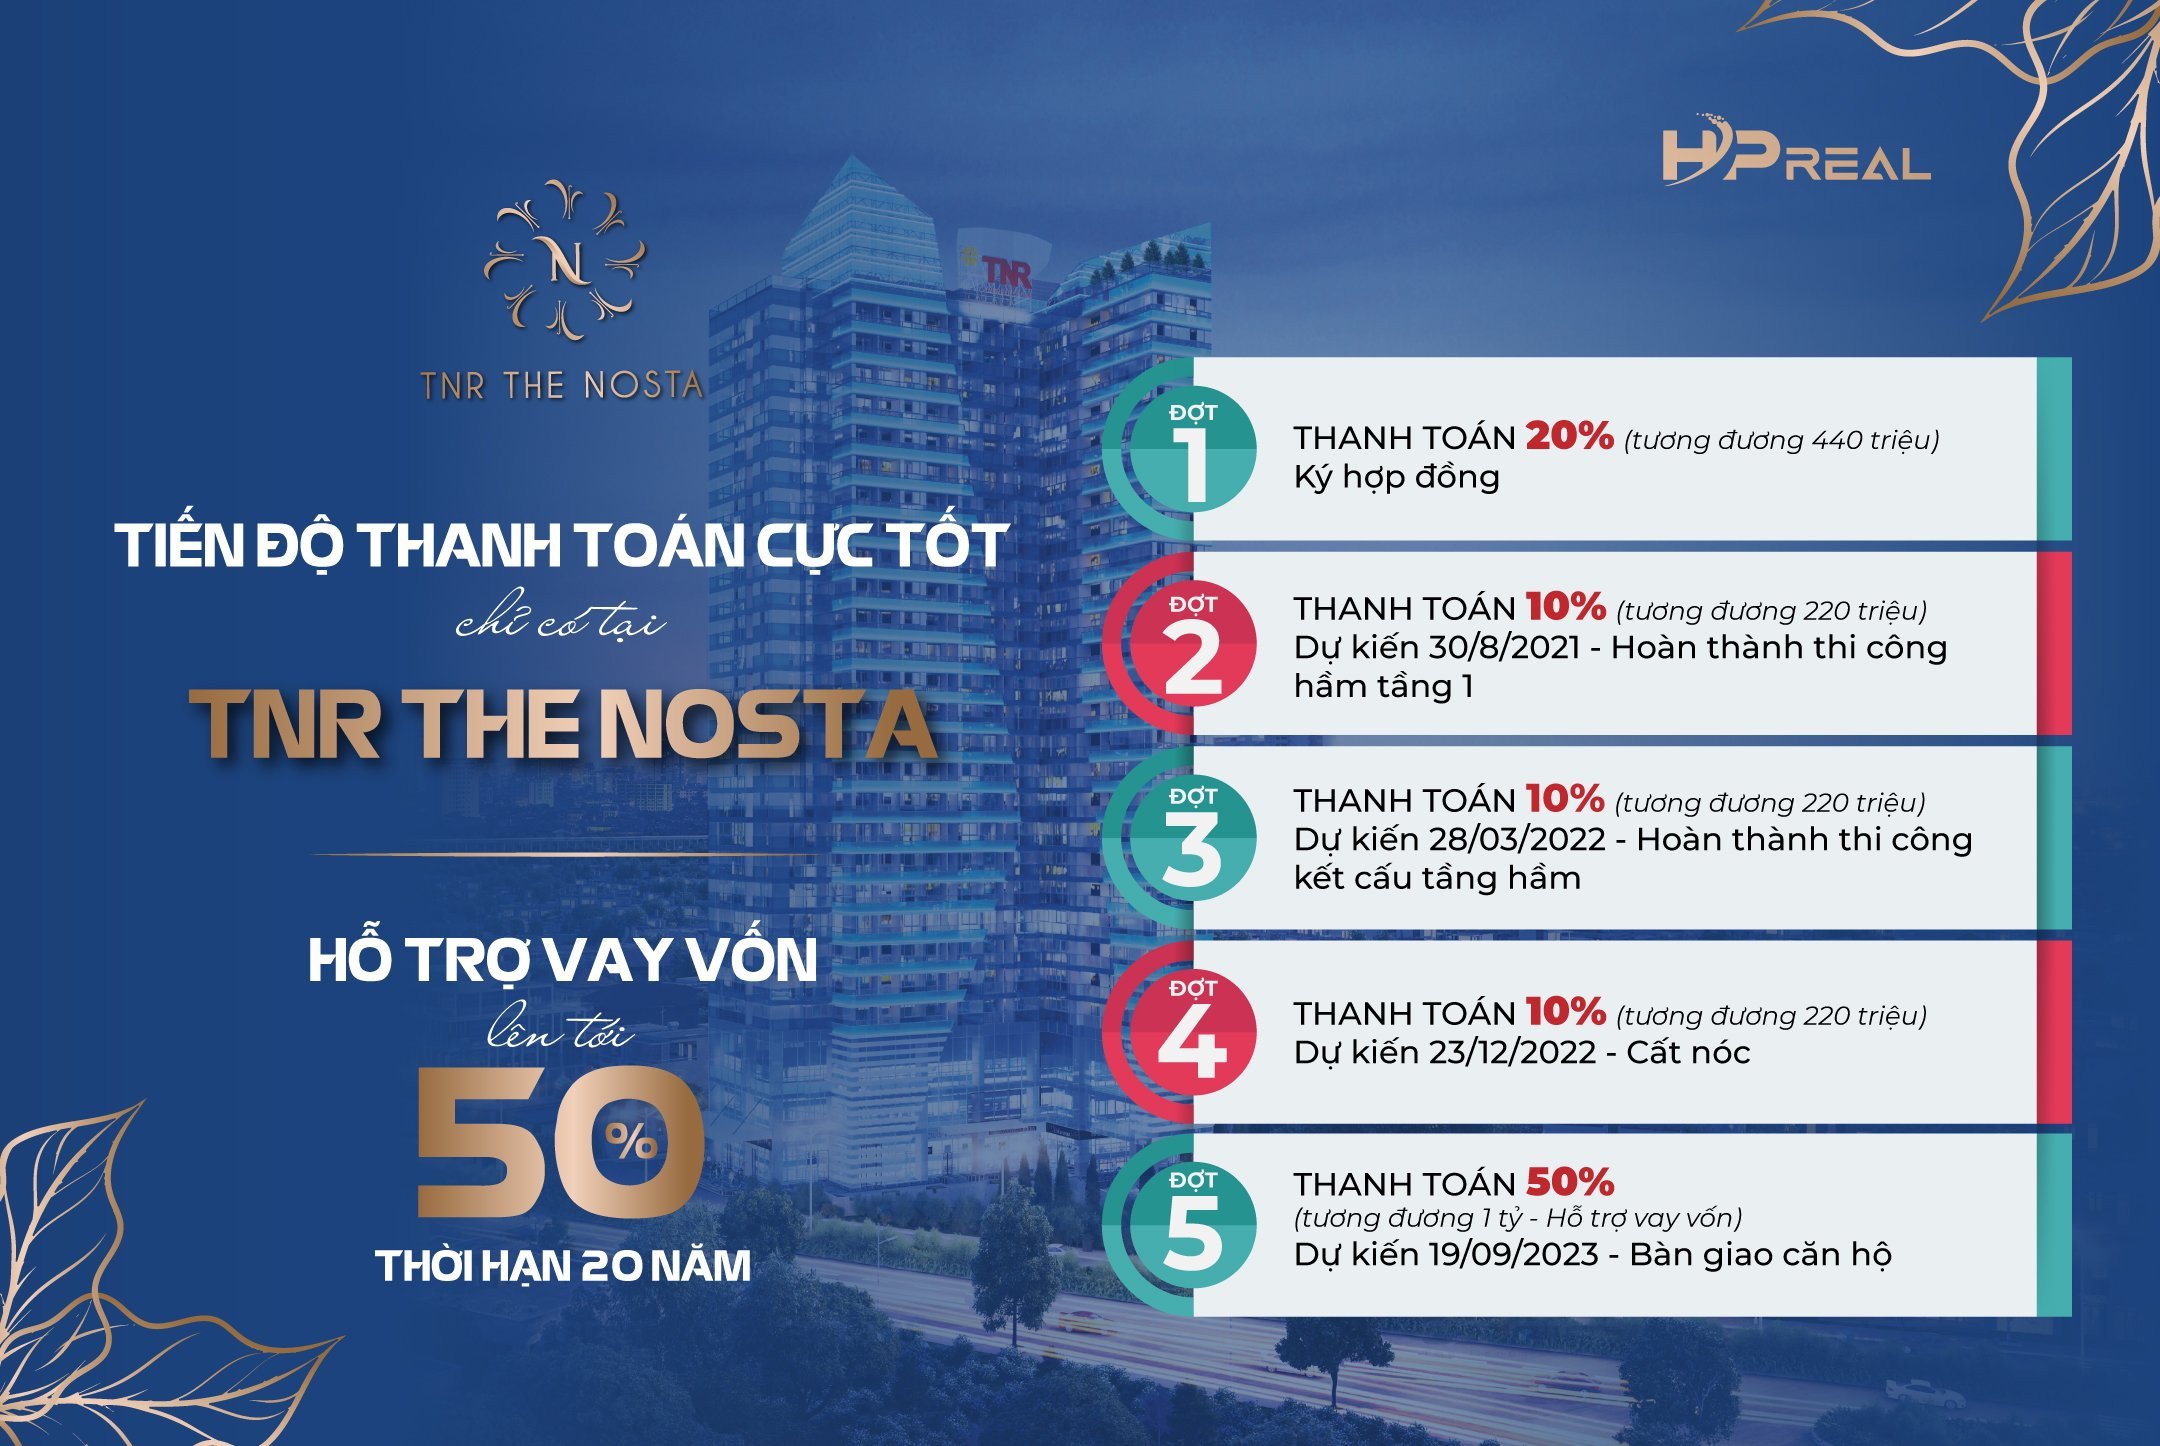 HP REAL
N
TNR
TNR THE NOSTA
TIẾN ĐỘ THANH TOÁN CỰC TỐT
chỉ có tại
TNR THE NOSTA
HỖ TRỢ VAY VỐN
lên tới
50%
THỜI HẠN 20 NĂM
ĐỢT
1
THANH TOÁN 20% (tương đương 440 triệu)
Ký hợp đồng
ĐỢT
2
THANH TOÁN 10% (tương đương 220 triệu)
Dự kiến 30/8/2021 - Hoàn thành thi công
hầm tầng 1
ĐỢT
3
THANH TOÁN 10% (tương đương 220 triệu)
Dự kiến 28/03/2022 - Hoàn thành thi công
kết cấu tầng hầm
ĐỢT
4
THANH TOÁN 10% (tương đương 220 triệu)
Dự kiến 23/12/2022 - Cất nóc
ĐỢT
5
THANH TOÁN 50%
(tương đương 1 tỷ - Hỗ trợ vay vốn)
Dự kiến 19/09/2023 - Bàn giao căn hộ